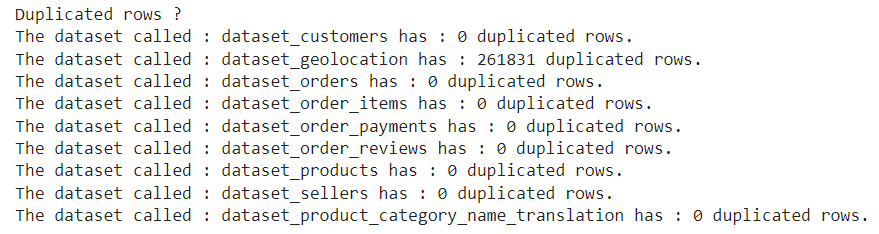 Duplicated rows ?
The dataset called : dataset_customers has : 0 duplicated rows.
The dataset called : dataset_geolocation has : 261831 duplicated rows.
The dataset called : dataset_orders has : 0 duplicated rows.
The dataset called : dataset_order_items has : 0 duplicated rows.
The dataset called : dataset_order_payments has : 0 duplicated rows.
The dataset called : dataset_order_reviews has : 0 duplicated rows.
The dataset called : dataset_products has : 0 duplicated rows.
The dataset called : dataset_sellers has : 0 duplicated rows.
The dataset called : dataset_product_category_name_translation has : 0 duplicated rows.